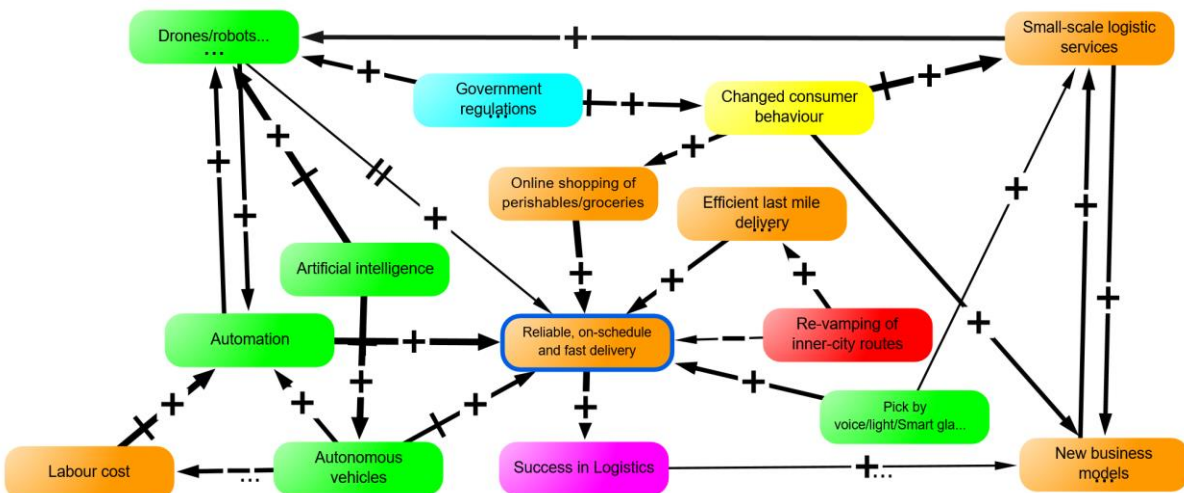 Drones/robots...
...
Small-scale logistic
services
Government
regulations
...
Changed consumer
behaviour
Online shopping of
perishables/groceries
Efficient last mile
delivery
...
Artificial intelligence
Automation
Reliable, on-schedule
and fast delivery
Re-vamping of
inner-city routes
Pick by
voice/light/Smart gla...
Labour cost
...
Autonomous
vehicles
Success in Logistics
...
New business
models
...